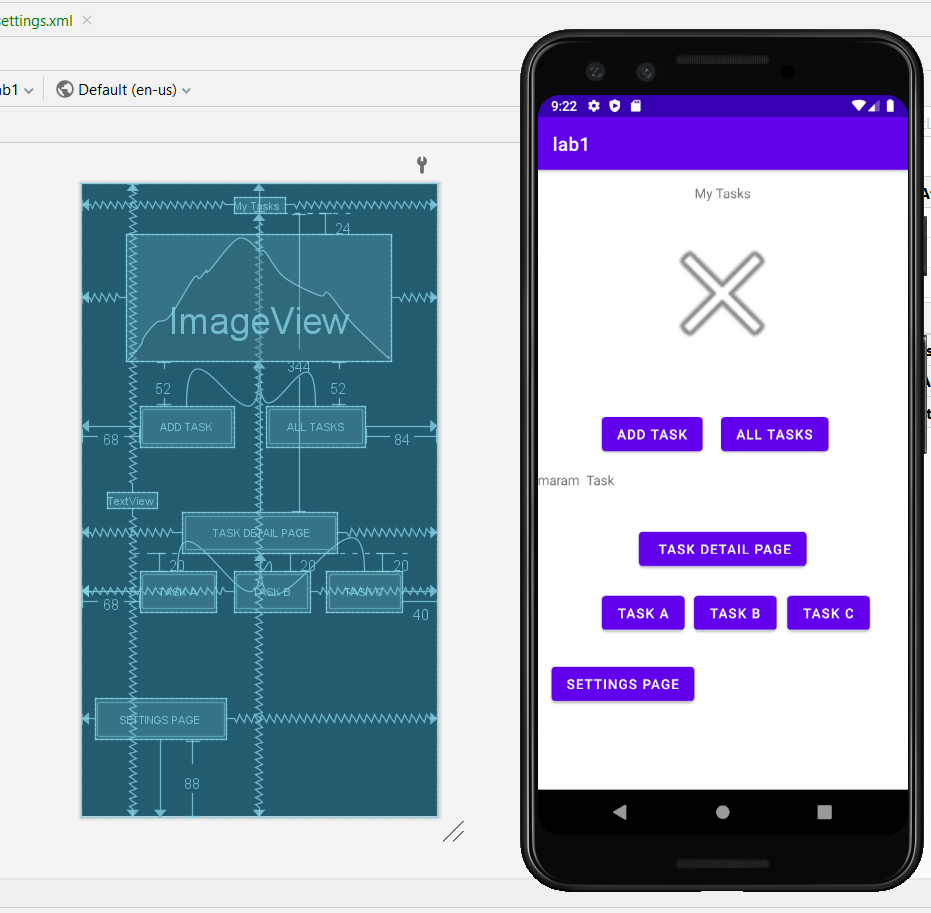 ettings.xml
b1
Default (en-us)
My Tasks
24
ImageView
344
52
52
ADD TASK
ALL TASKS
68
84
TextView
TASK DETAIL PAGE
20
20
20
TASK A
TASK B
68
40
SETTINGS PAGE
88
9:22
lab1
My Tasks
ADD TASK
ALL TASKS
maram Task
TASK DETAIL PAGE
TASK A
TASK B
TASK C
SETTINGS PAGE